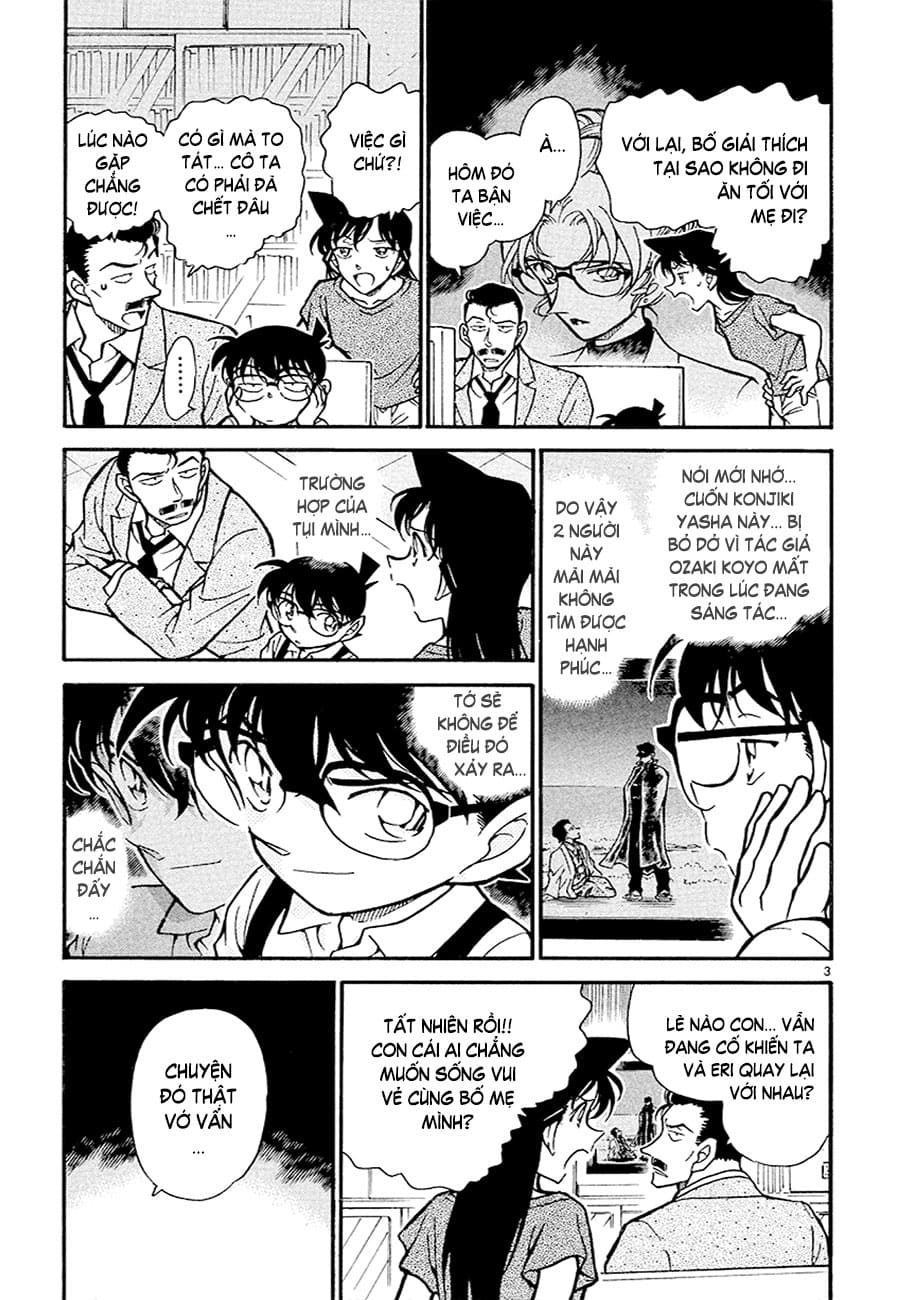 VỚI LẠI, BỐ GIẢI THÍCH
TẠI SAO KHÔNG ĐI
ĂN TỐI VỚI
MẸ ĐI?
À...
HÔM ĐÓ
TA BẬN
VIỆC...
VIỆC GÌ
CHỨ?!
CÓ GÌ MÀ TO
TÁT... CÔ TA
CÓ PHẢI ĐÃ
CHẾT ĐÂU
...
LÚC NÀO
GẶP
CHẲNG
ĐƯỢC!
......
NÓI MỚI NHỚ...
CUỐN KONJIKI
YASHA NÀY... BỊ
BỎ DỞ VÌ TÁC GIẢ
OZAKI KOYO MẤT
TRONG LÚC ĐANG
SÁNG TÁC...
DO VẬY
2 NGƯỜI
NÀY
MÃI MÃI
KHÔNG
TÌM ĐƯỢC
HẠNH
PHÚC...
TRƯỜNG
HỢP CỦA
TỤI MÌNH...
TỚ SẼ
KHÔNG ĐỂ
ĐIỀU ĐÓ
XẢY RA...
CHẮC
CHẮN
ĐẤY
...
3
LẼ NÀO CON... VẪN
ĐANG CỐ KHIẾN TA
VÀ ERI QUAY LẠI
VỚI NHAU?
TẤT NHIÊN RỒI!!
CON CÁI AI CHẲNG
MUỐN SỐNG VUI
VẺ CÙNG BỐ MẸ
MÌNH?
CHUYỆN
ĐÓ THẬT
VỚ VẨN
...